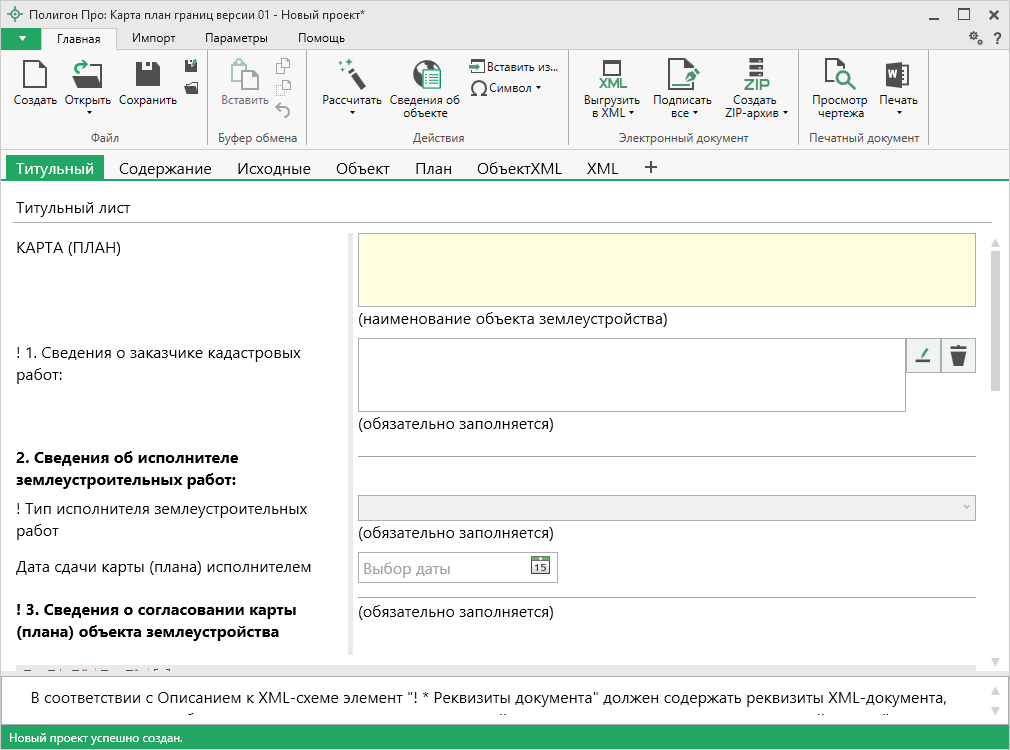 Полигон Про: Карта план границ версии 01 - Новый проект*
Главная Импорт Параметры Помощь ?
Создать Открыть Сохранить
Файл
Вставить
Буфер обмена
Рассчитать Сведения об объекте
Вставить из...
Символ
Действия
XML
Выгрузить в XML
Подписать все
ZIP
Создать ZIP-архив
Электронный документ
Просмотр чертежа
W
Печать
Печатный документ
Титульный Содержание Исходные Объект План ОбъектXML XML +
Титульный лист
КАРТА (ПЛАН)
(наименование объекта землеустройства)
! 1. Сведения о заказчике кадастровых
работ:
(обязательно заполняется)
2. Сведения об исполнителе
землеустроительных работ:
! Тип исполнителя землеустроительных
работ
(обязательно заполняется)
Дата сдачи карты (плана) исполнителем
Выбор даты 15
! 3. Сведения о согласовании карты
(плана) объекта землеустройства
(обязательно заполняется)
В соответствии с Описанием к XML-схеме элемент "! * Реквизиты документа" должен содержать реквизиты XML-документа,
Новый проект успешно создан.